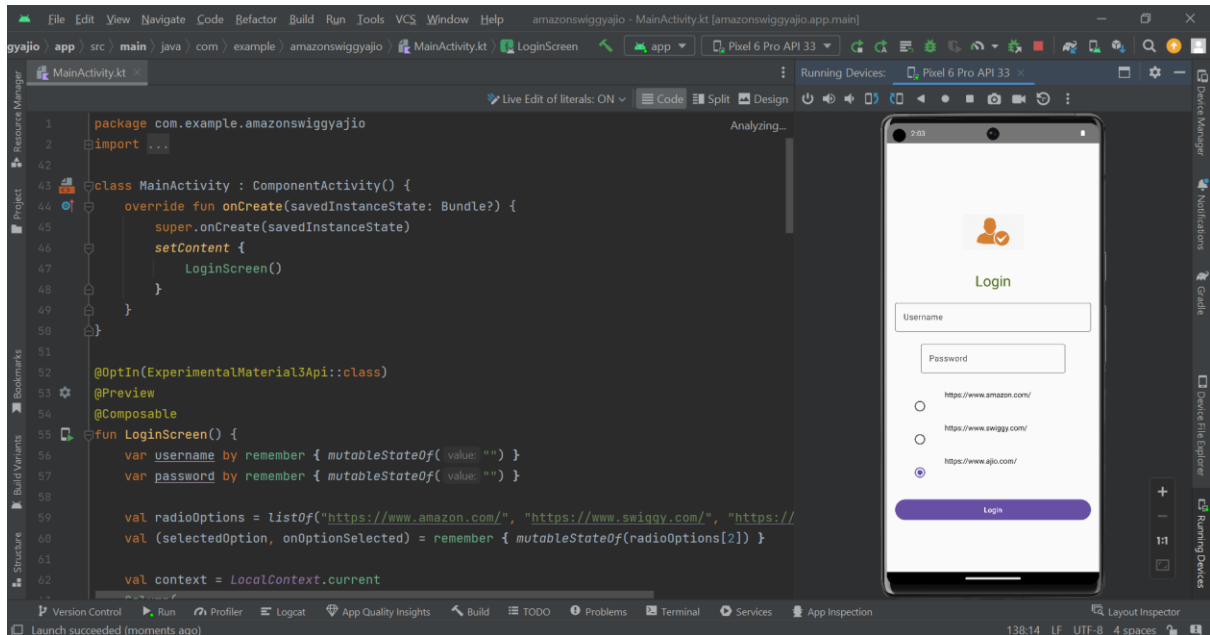 File Edit View Navigate Code Refactor Build Run Tools VCS Window Help amazonswiggyajio - MainActivity.kt [amazonswiggyajio.app.main]
gyajio app src main java com example amazonswiggyajio MainActivity.kt LoginScreen app Pixel 6 Pro API 33
MainActivity.kt Running Devices: Pixel 6 Pro API 33
Live Edit of literals: ON Code Split Design
Resource Manager
Project
Bookmarks
Build Variants
Structure
1 package com.example.amazonswiggyajio Analyzing...
2 import ...
42
43 class MainActivity : ComponentActivity() {
44 override fun onCreate(savedInstanceState: Bundle?) {
45 super.onCreate(savedInstanceState)
46 setContent {
47 LoginScreen()
48 }
49 }
50 }
51
52 @OptIn(ExperimentalMaterial3Api::class)
53 @Preview
54 @Composable
55 fun LoginScreen() {
56 var username by remember { mutableStateOf( value: "") }
57 var password by remember { mutableStateOf( value: "") }
58
59 val radioOptions = listOf("https://www.amazon.com/", "https://www.swiggy.com/", "https://
60 val (selectedOption, onOptionSelected) = remember { mutableStateOf(radioOptions[2]) }
61
62 val context = LocalContext.current
2:03
Login
Username
Password
https://www.amazon.com/
https://www.swiggy.com/
https://www.ajio.com/
Login
1:1
Device Manager
Notifications
Gradle
Device File Explorer
Running Devices
Version Control Run Profiler Logcat App Quality Insights Build TODO Problems Terminal Services App Inspection Layout Inspector
Launch succeeded (moments ago) 138:14 LF UTF-8 4 spaces